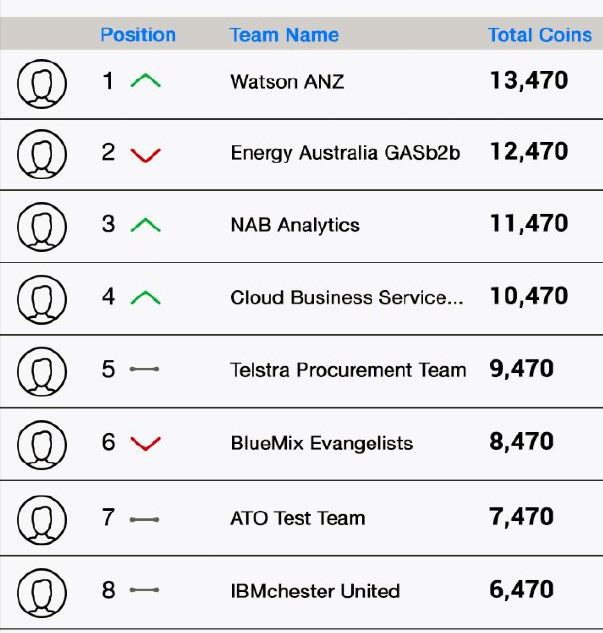 Position Team Name Total Coins
1 Watson ANZ 13,470
2 Energy Australia GASb2b 12,470
3 NAB Analytics 11,470
4 Cloud Business Service... 10,470
5 Telstra Procurement Team 9,470
6 BlueMix Evangelists 8,470
7 ATO Test Team 7,470
8 IBMchester United 6,470